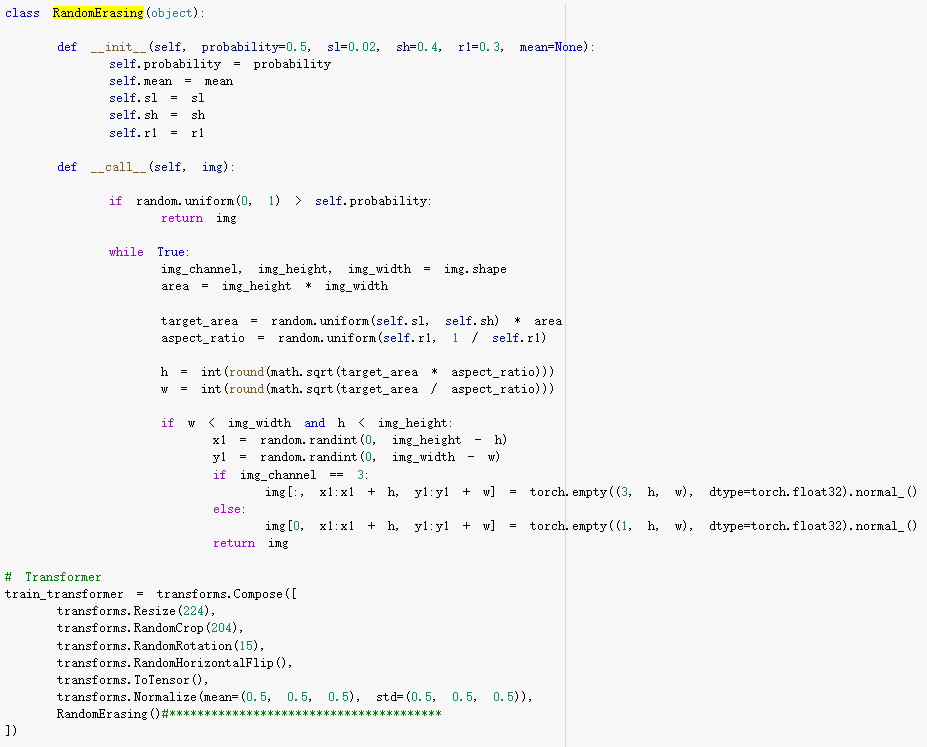 class RandomErasing(object):
def __init__(self, probability=0.5, sl=0.02, sh=0.4, r1=0.3, mean=None):
self.probability = probability
self.mean = mean
self.sl = sl
self.sh = sh
self.r1 = r1
def __call__(self, img):
if random.uniform(0, 1) > self.probability:
return img
while True:
img_channel, img_height, img_width = img.shape
area = img_height * img_width
target_area = random.uniform(self.sl, self.sh) * area
aspect_ratio = random.uniform(self.r1, 1 / self.r1)
h = int(round(math.sqrt(target_area * aspect_ratio)))
w = int(round(math.sqrt(target_area / aspect_ratio)))
if w < img_width and h < img_height:
x1 = random.randint(0, img_height - h)
y1 = random.randint(0, img_width - w)
if img_channel == 3:
img[:, x1:x1 + h, y1:y1 + w] = torch.empty((3, h, w), dtype=torch.float32).normal_()
else:
img[0, x1:x1 + h, y1:y1 + w] = torch.empty((1, h, w), dtype=torch.float32).normal_()
return img
# Transformer
train_transformer = transforms.Compose([
transforms.Resize(224),
transforms.RandomCrop(204),
transforms.RandomRotation(15),
transforms.RandomHorizontalFlip(),
transforms.ToTensor(),
transforms.Normalize(mean=(0.5, 0.5, 0.5), std=(0.5, 0.5, 0.5)),
RandomErasing()#***************************************
])